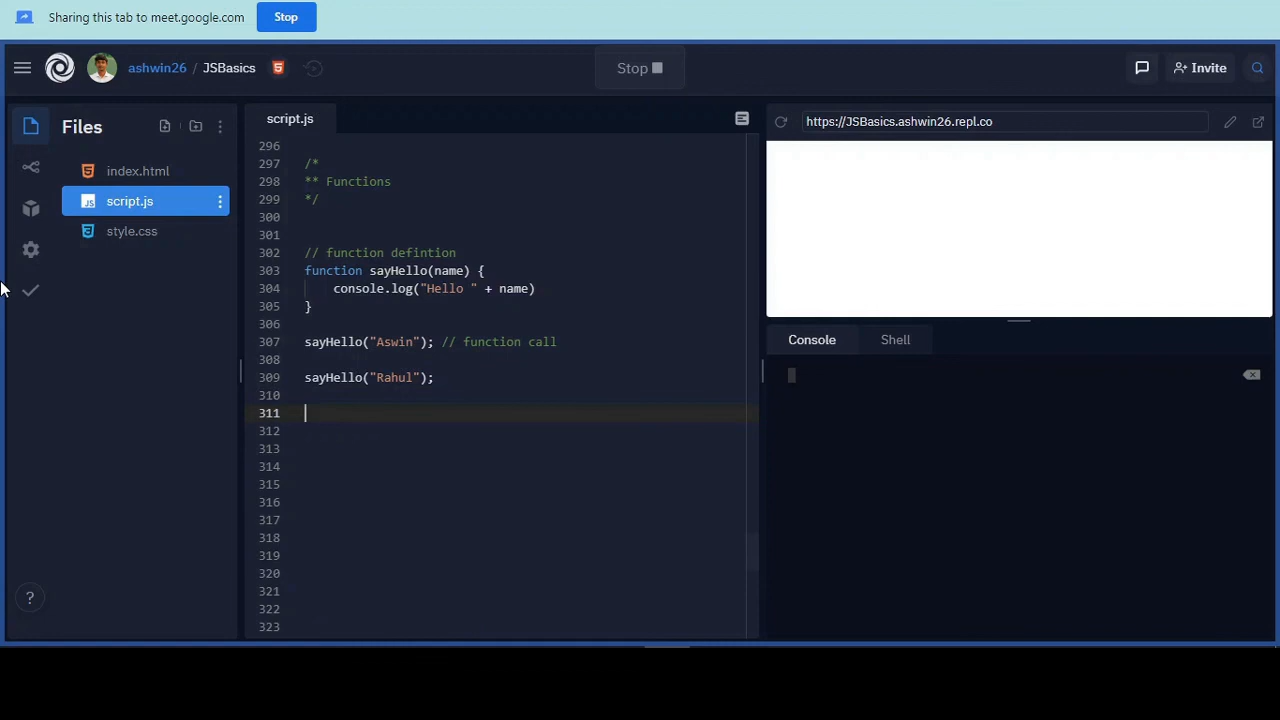 Sharing this tab to meet.google.com
Stop
ashwin26 / JSBasics
Stop
Invite
Files
index.html
script.js
style.css
script.js
296
297 /*
298 ** Functions
299 */
300
301
302 // function defintion
303 function sayHello(name) {
304 console.log("Hello " + name)
305 }
306
307 sayHello("Aswin"); // function call
308
309 sayHello("Rahul");
310
311
312
313
314
315
316
317
318
319
320
321
322
323
https://JSBasics.ashwin26.repl.co
Console
Shell
?